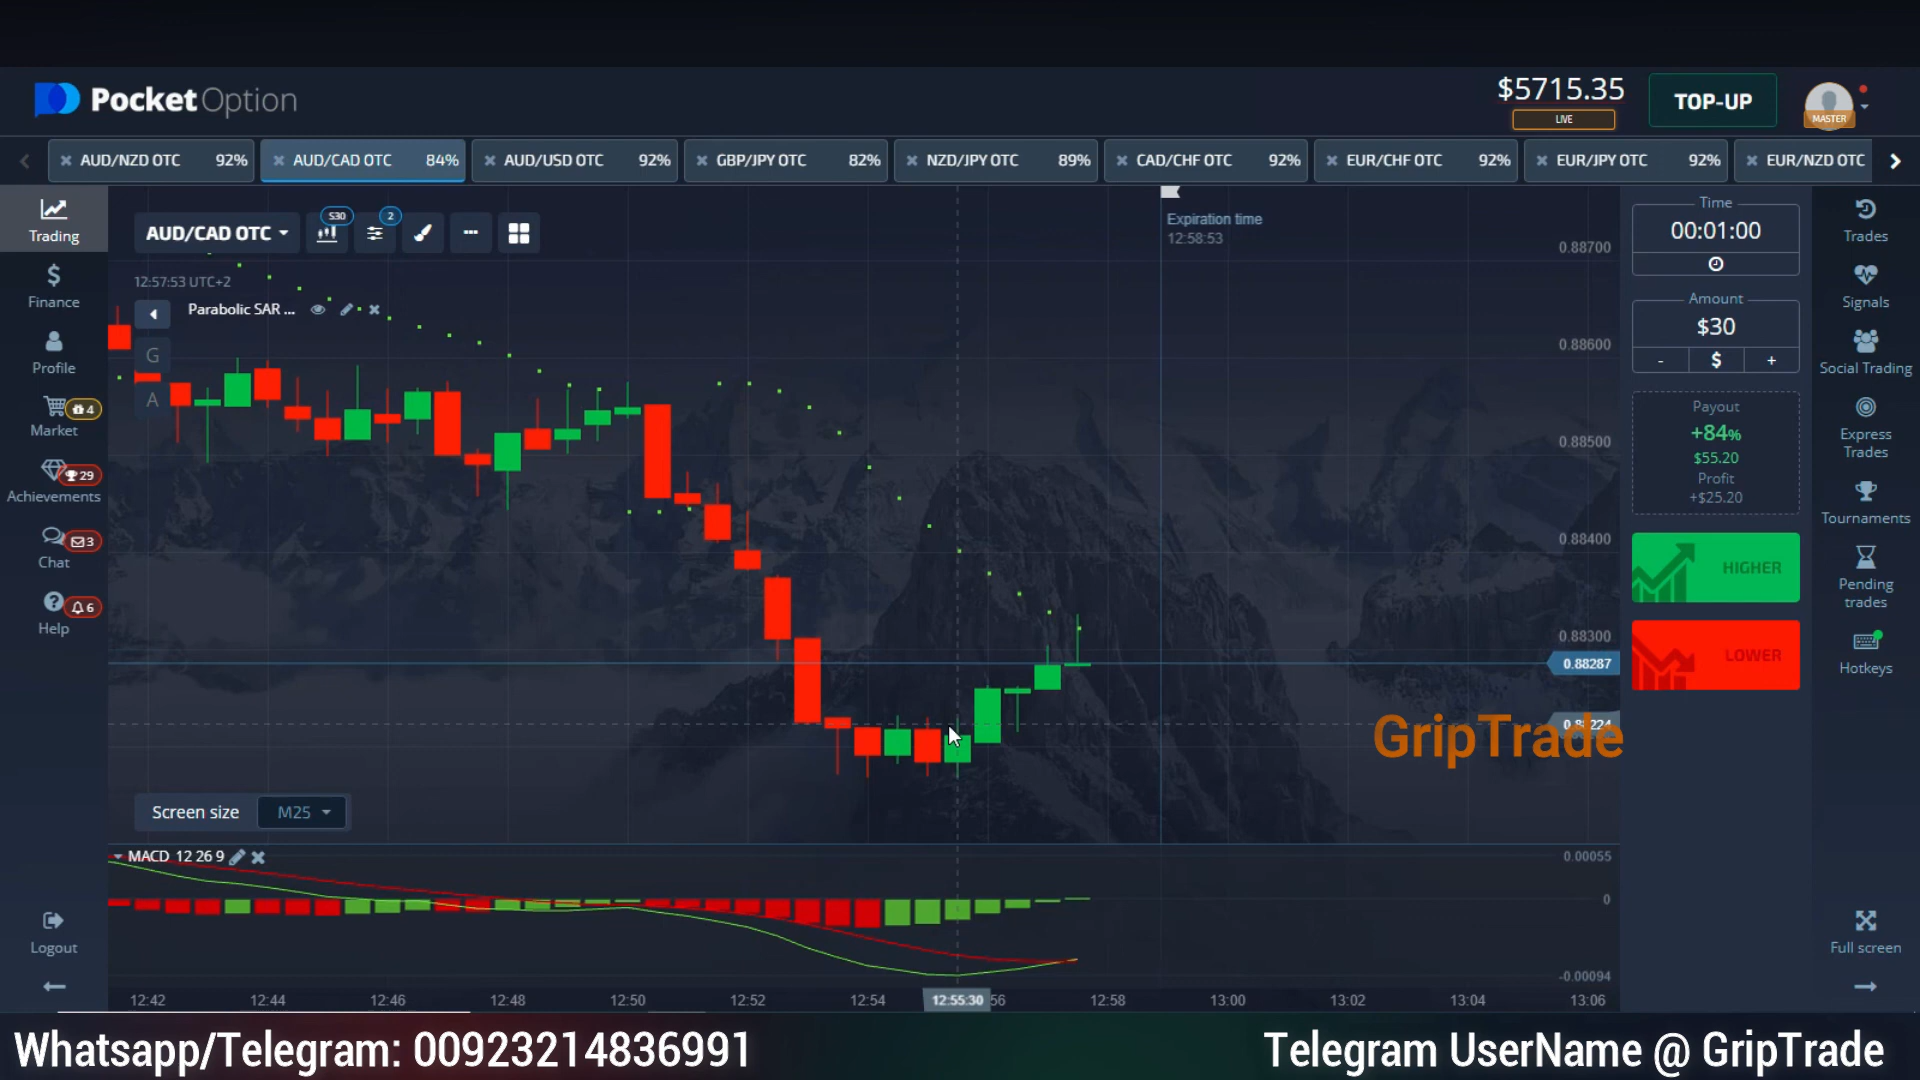 Pocket Option
$5715.35
LIVE
TOP-UP
MASTER
AUD/NZD OTC 92%
AUD/CAD OTC 84%
AUD/USD OTC 92%
GBP/JPY OTC 82%
NZD/JPY OTC 89%
CAD/CHF OTC 92%
EUR/CHF OTC 92%
EUR/JPY OTC 92%
EUR/NZD OTC
Trading
Finance
Profile
4
Market
29
Achievements
3
Chat
6
Help
Logout
AUD/CAD OTC
S30
2
12:57:53 UTC+2
Parabolic SAR ...
G
A
Expiration time
12:58:53
0.88700
0.88600
0.88500
0.88400
0.88300
0.88287
0.88224
GripTrade
Screen size M25
MACD 12 26 9
0.00055
0
-0.00094
12:42 12:44 12:46 12:48 12:50 12:52 12:54 12:55:30 56 12:58 13:00 13:02 13:04 13:06
Time
00:01:00
Amount
$30
- $ +
Payout
+84%
$55.20
Profit
+$25.20
HIGHER
LOWER
Trades
Signals
Social Trading
Express
Trades
Tournaments
Pending
trades
Hotkeys
Full screen
Whatsapp/Telegram: 00923214836991
Telegram UserName @ GripTrade